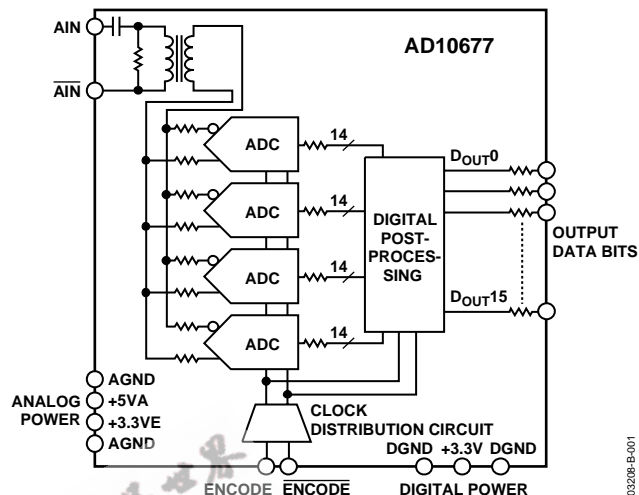 AIN
AD10677
AIN
ADC
14
DOUT0
ADC
14
DIGITAL
POST-
PROCES-
SING
OUTPUT
DATA BITS
ADC
14
DOUT15
ADC
14
AGND
ANALOG
POWER
+5VA
+3.3VE
AGND
CLOCK
DISTRIBUTION CIRCUIT
DGND +3.3V DGND
ENCODE ENCODE
DIGITAL POWER
03208-B-001